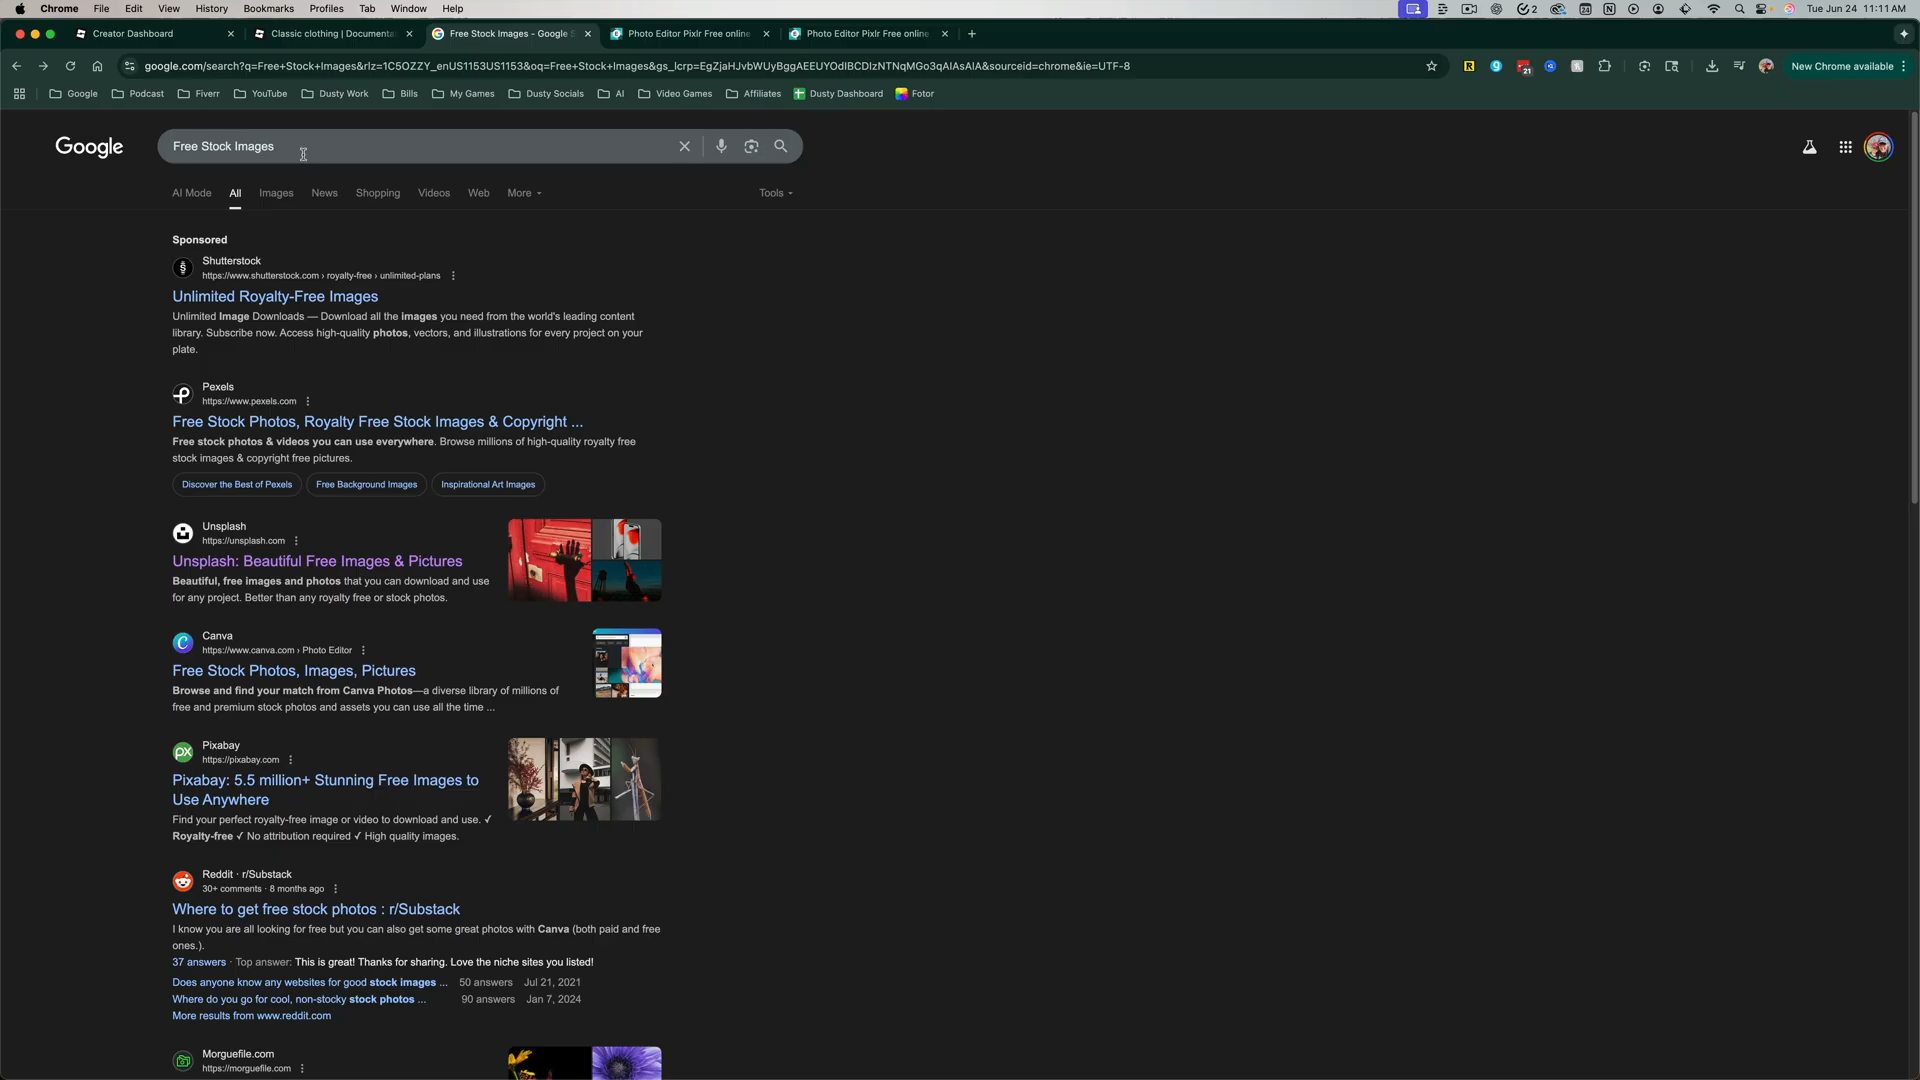 Chrome File Edit View History Bookmarks Profiles Tab Window Help
2 Tue Jun 24 11:11 AM
Creator Dashboard
Classic clothing | Documenta
Free Stock Images - Google S
Photo Editor Pixlr Free online
Photo Editor Pixlr Free online
google.com/search?q=Free+Stock+Images&rlz=1C5OZZY_enUS1153US1153&oq=Free+Stock+Images&gs_lcrp=EgZjaHJvbWUyBggAEEUYOdIBCDIzNTNqMGo3qAIAsAIA&sourceid=chrome&ie=UTF-8
21
New Chrome available
Google Podcast Fiverr YouTube Dusty Work Bills My Games Dusty Socials AI Video Games Affiliates Dusty Dashboard Fotor
Google
Free Stock Images
AI Mode All Images News Shopping Videos Web More Tools
Sponsored
Shutterstock
https://www.shutterstock.com › royalty-free › unlimited-plans
Unlimited Royalty-Free Images
Unlimited Image Downloads — Download all the images you need from the world's leading content
library. Subscribe now. Access high-quality photos, vectors, and illustrations for every project on your
plate.
Pexels
https://www.pexels.com
Free Stock Photos, Royalty Free Stock Images & Copyright ...
Free stock photos & videos you can use everywhere. Browse millions of high-quality royalty free
stock images & copyright free pictures.
Discover the Best of Pexels
Free Background Images
Inspirational Art Images
Unsplash
https://unsplash.com
Unsplash: Beautiful Free Images & Pictures
Beautiful, free images and photos that you can download and use
for any project. Better than any royalty free or stock photos.
Canva
https://www.canva.com › Photo Editor
Free Stock Photos, Images, Pictures
Browse and find your match from Canva Photos—a diverse library of millions of
free and premium stock photos and assets you can use all the time ...
Pixabay
https://pixabay.com
Pixabay: 5.5 million+ Stunning Free Images to
Use Anywhere
Find your perfect royalty-free image or video to download and use. ✓
Royalty-free ✓ No attribution required ✓ High quality images.
Reddit · r/Substack
30+ comments · 8 months ago
Where to get free stock photos : r/Substack
I know you are all looking for free but you can also get some great photos with Canva (both paid and free
ones.).
37 answers · Top answer: This is great! Thanks for sharing. Love the niche sites you listed!
Does anyone know any websites for good stock images ... 50 answers Jul 21, 2021
Where do you go for cool, non-stocky stock photos ... 90 answers Jan 7, 2024
More results from www.reddit.com
Morguefile.com
https://morguefile.com